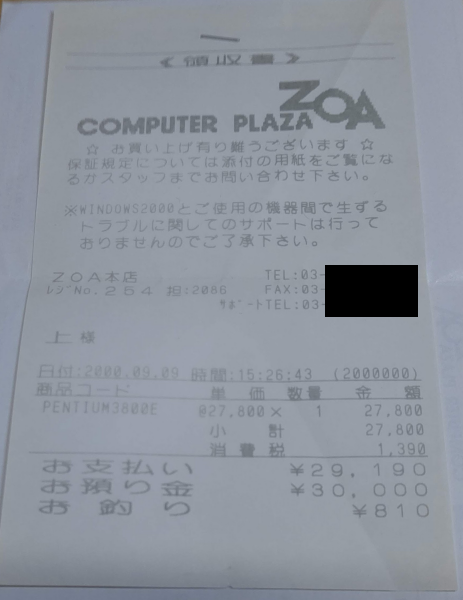 《領収書》
ZOA
COMPUTER PLAZA
☆ お買い上げ有り難うございます ☆
保証規定については添付の用紙をご覧にな
るかスタッフまでお問い合わせ下さい。
※WINDOWS2000とご使用の機器間で生ずる
トラブルに関してのサポートは行って
おりませんのでご了承下さい。
ZOA本店 TEL:03-
ﾚｼﾞNo.254 担:2086 FAX:03-
ｻﾎﾟｰﾄTEL:03-
上 様
日付:2000.09.09 時間:15:26:43 (2000000)
商品コード 単 価 数量 金 額
PENTIUM3800E @27,800× 1 27,800
小 計 27,800
消 費 税 1,390
お支払い ¥29,190
お預り金 ¥30,000
お 釣 り ¥810